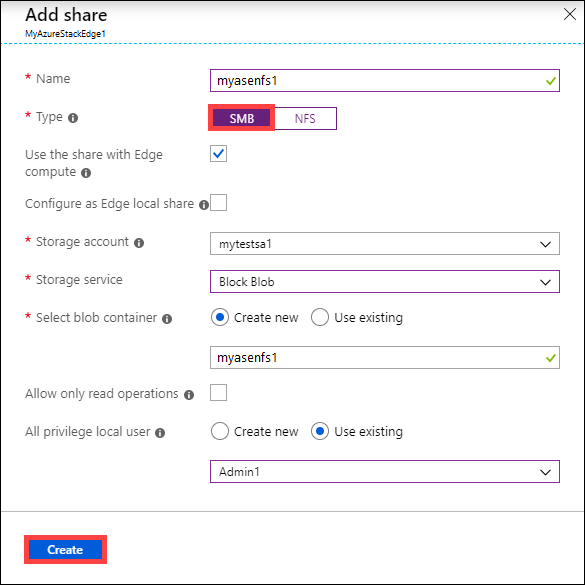 Add share
MyAzureStackEdge1
* Name
myasenfs1
* Type
SMB
NFS
Use the share with Edge
compute
Configure as Edge local share
* Storage account
mytestsa1
* Storage service
Block Blob
* Select blob container
Create new
Use existing
myasenfs1
Allow only read operations
All privilege local user
Create new
Use existing
Admin1
Create